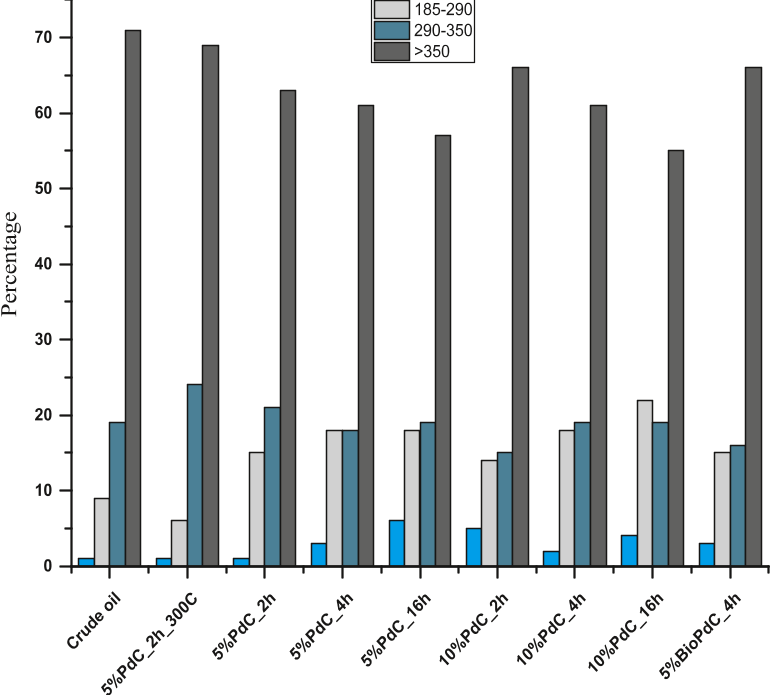 185-290
290-350
>350
70
60
50
40
30
20
10
0
Percentage
Crude oil
5%PdC_2h_300C
5%PdC_2h
5%PdC_4h
5%PdC_16h
10%PdC_2h
10%PdC_4h
10%PdC_16h
5%BioPdC_4h